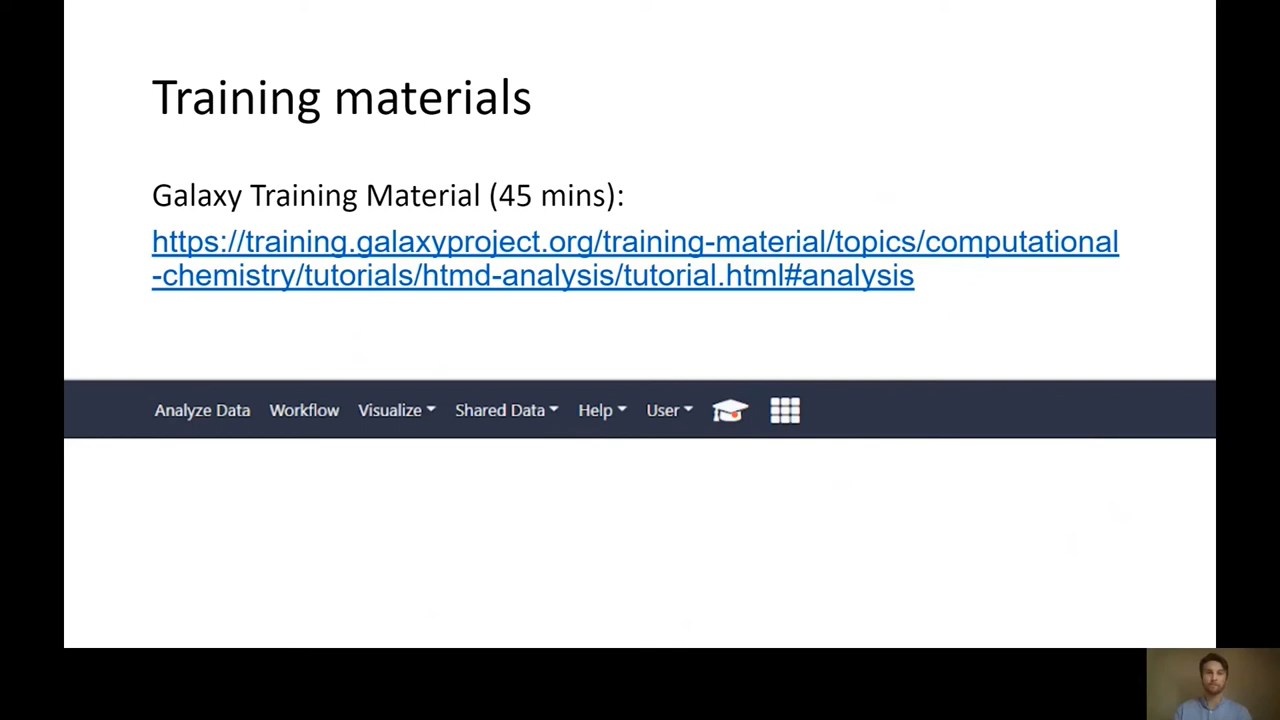 Training materials
Galaxy Training Material (45 mins):
https://training.galaxyproject.org/training-material/topics/computational
-chemistry/tutorials/htmd-analysis/tutorial.html#analysis
Analyze Data Workflow Visualize Shared Data Help User